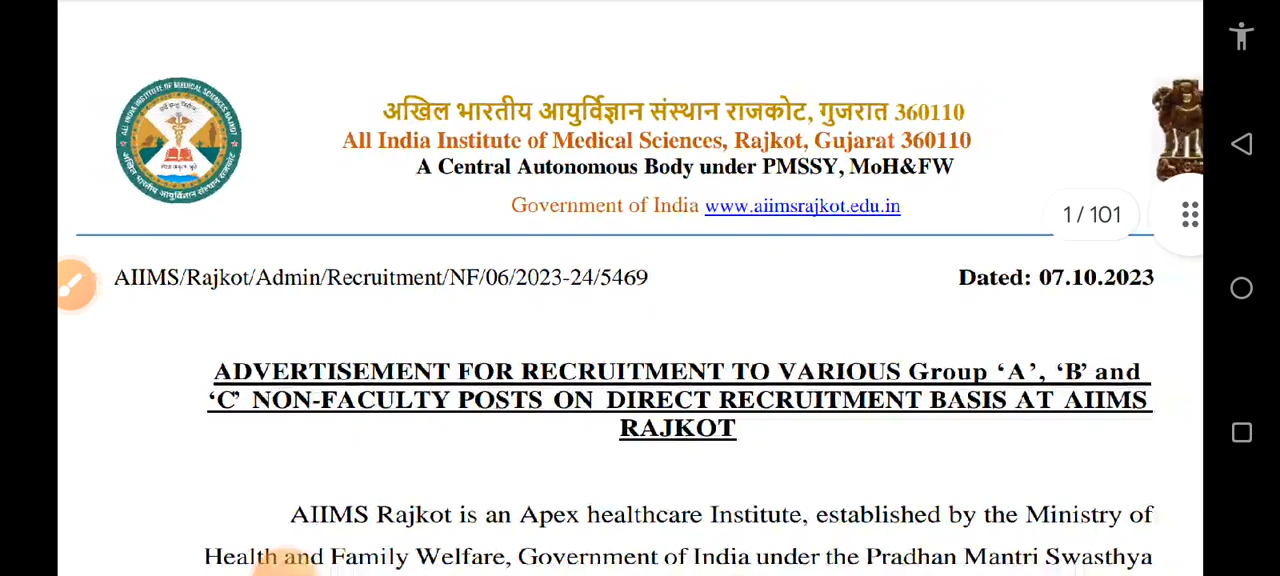 अखिल भारतीय आयुर्विज्ञान संस्थान राजकोट, गुजरात 360110
All India Institute of Medical Sciences, Rajkot, Gujarat 360110
A Central Autonomous Body under PMSSY, MoH&FW
Government of India www.aiimsrajkot.edu.in
1 / 101
AIIMS/Rajkot/Admin/Recruitment/NF/06/2023-24/5469 Dated: 07.10.2023
ADVERTISEMENT FOR RECRUITMENT TO VARIOUS Group ‘A’, ‘B’ and
‘C’ NON-FACULTY POSTS ON DIRECT RECRUITMENT BASIS AT AIIMS
RAJKOT
AIIMS Rajkot is an Apex healthcare Institute, established by the Ministry of
Health and Family Welfare, Government of India under the Pradhan Mantri Swasthya